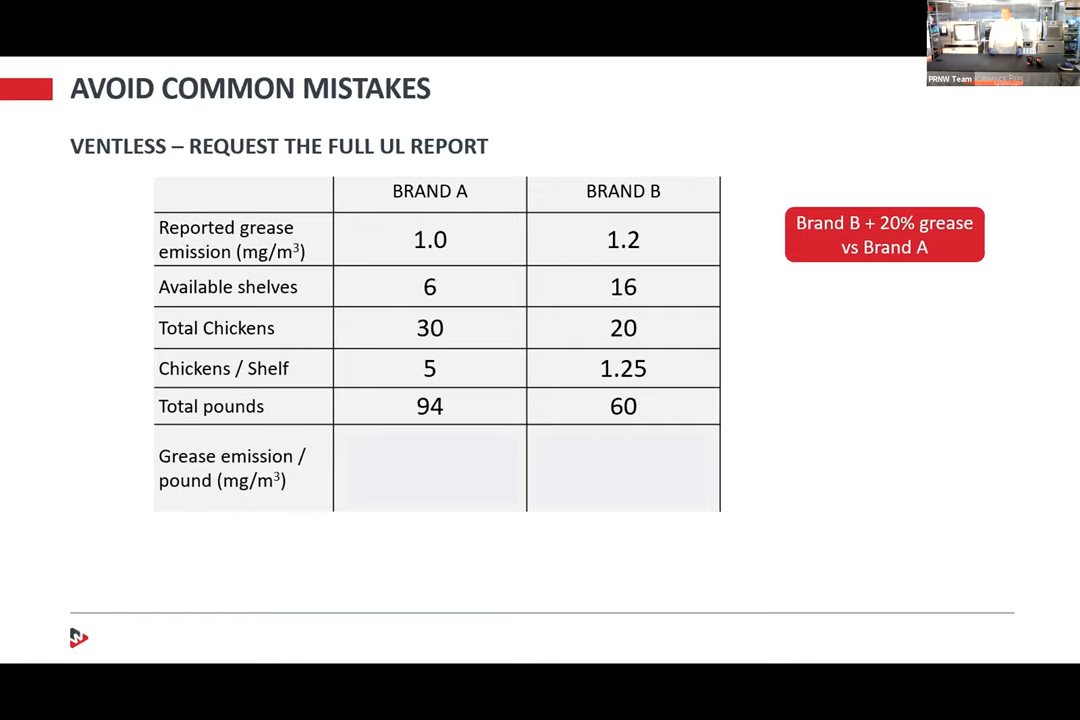 PRNW Team
AVOID COMMON MISTAKES
VENTLESS – REQUEST THE FULL UL REPORT
BRAND A BRAND B
Reported grease
emission (mg/m³) 1.0 1.2
Available shelves 6 16
Total Chickens 30 20
Chickens / Shelf 5 1.25
Total pounds 94 60
Grease emission /
pound (mg/m³)
Brand B + 20% grease
vs Brand A